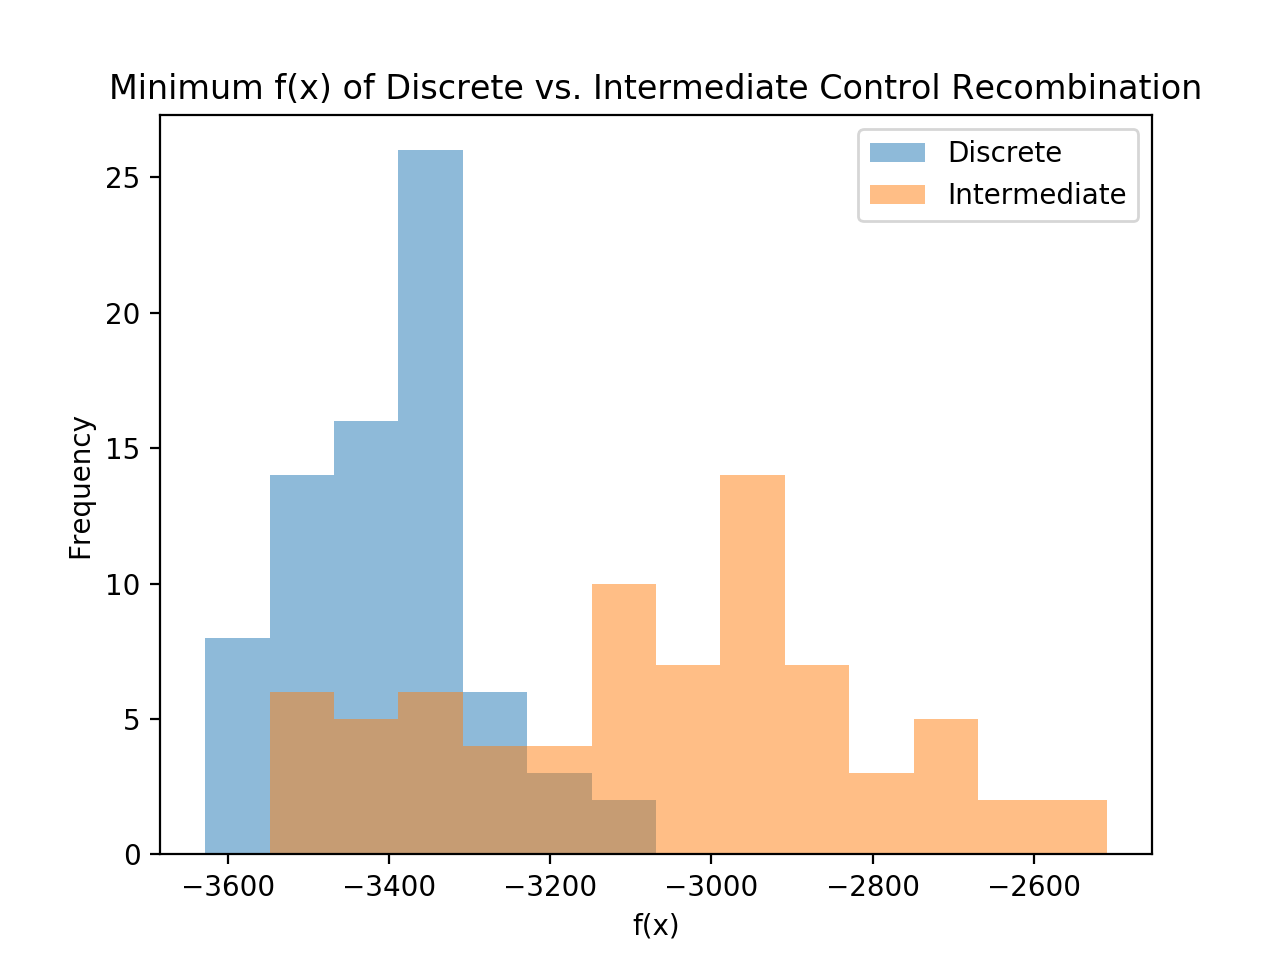 Minimum f(x) of Discrete vs. Intermediate Control Recombination
Discrete
Intermediate
25
20
15
10
5
0
Frequency
−3600 −3400 −3200 −3000 −2800 −2600
f(x)